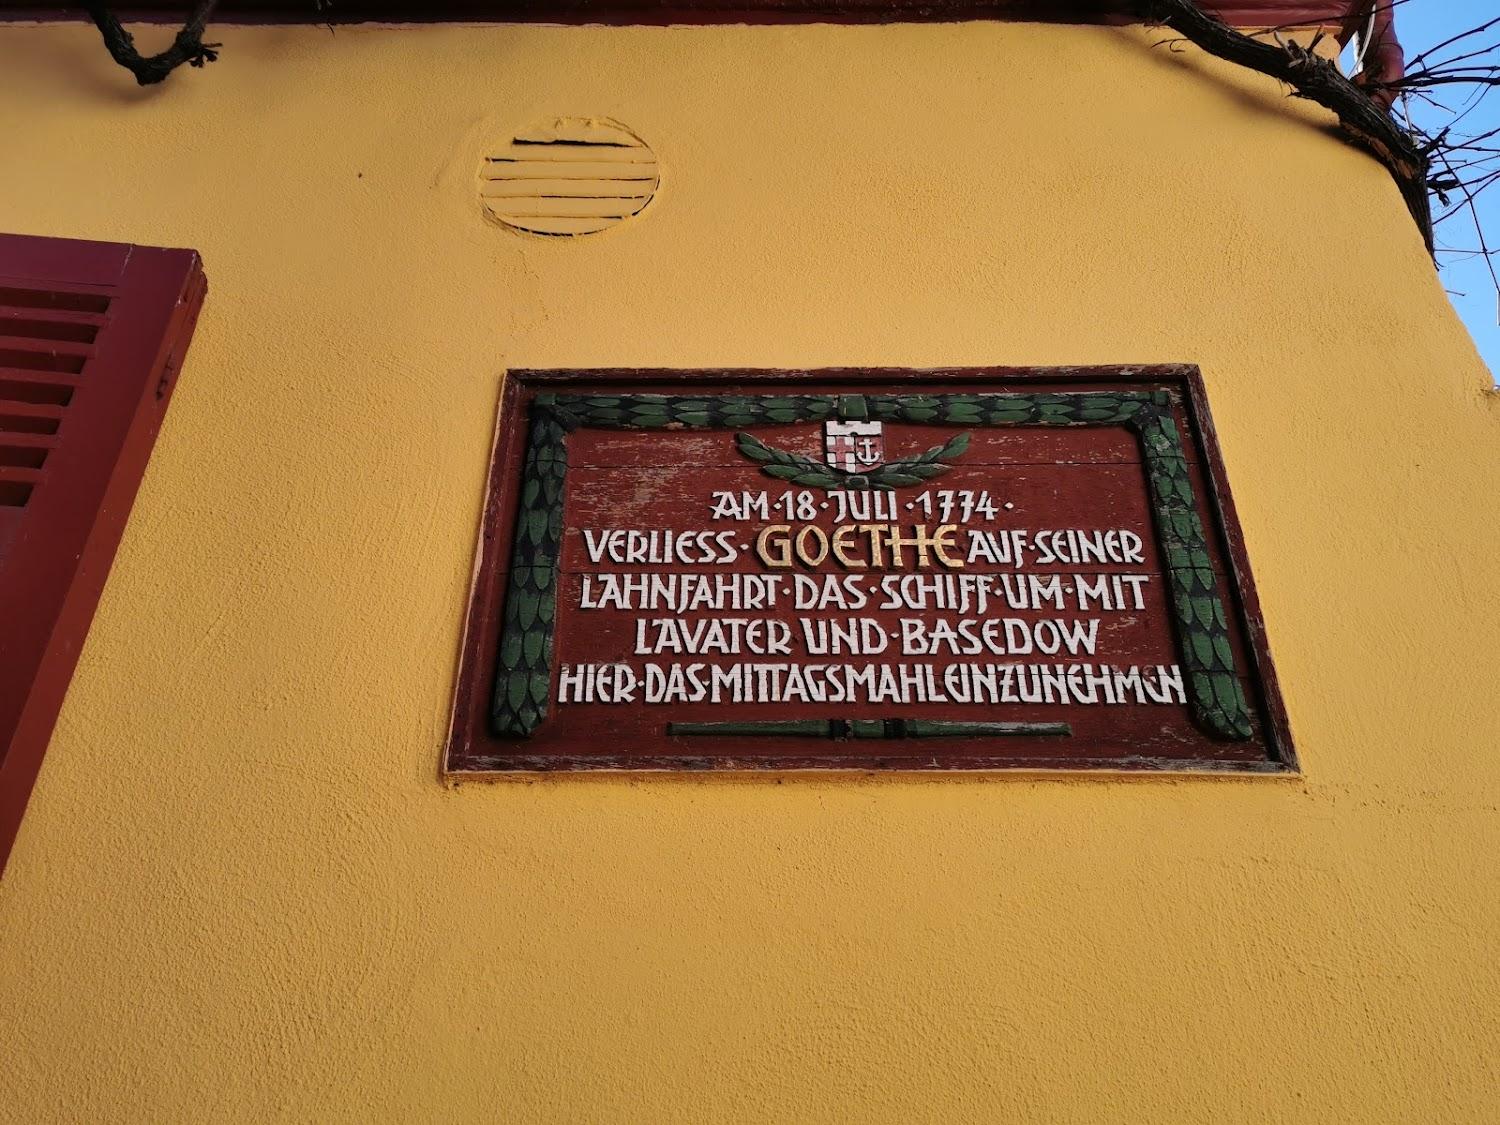 AM·18·JULI·1774·
VERLIESS·GOETHE AUF·SEINER
LAHNFAHRT·DAS·SCHIFF·UM·MIT
LAVATER UND·BASEDOW
HIER·DAS·MITTAGSMAHL EINZUNEHMEN